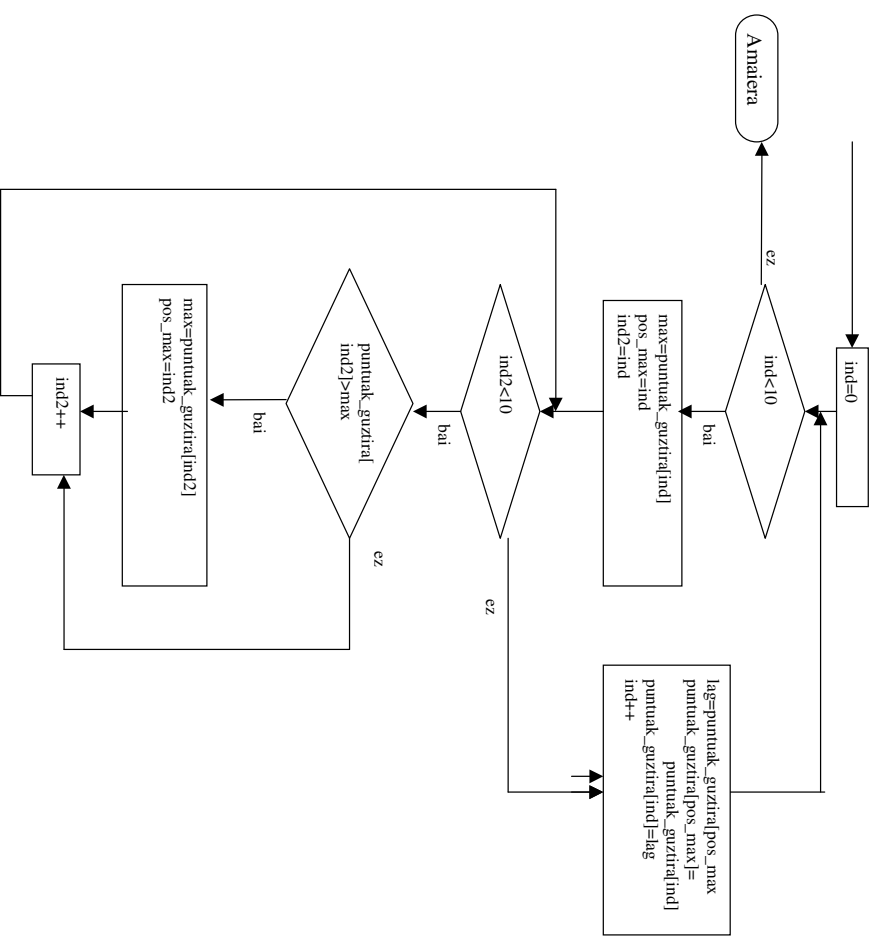 Amaiera
ind=0
ez
ind<10
bai
max=puntuak_guztira[ind]
pos_max=ind
ind2=ind
ind2<10
bai
ez
puntuak_guztira[
ind2]>max
bai
ez
max=puntuak_guztira[ind2]
pos_max=ind2
ind2++
lag=puntuak_guztira[pos_max
puntuak_guztira[pos_max]=
puntuak_guztira[ind]
puntuak_guztira[ind]=lag
ind++